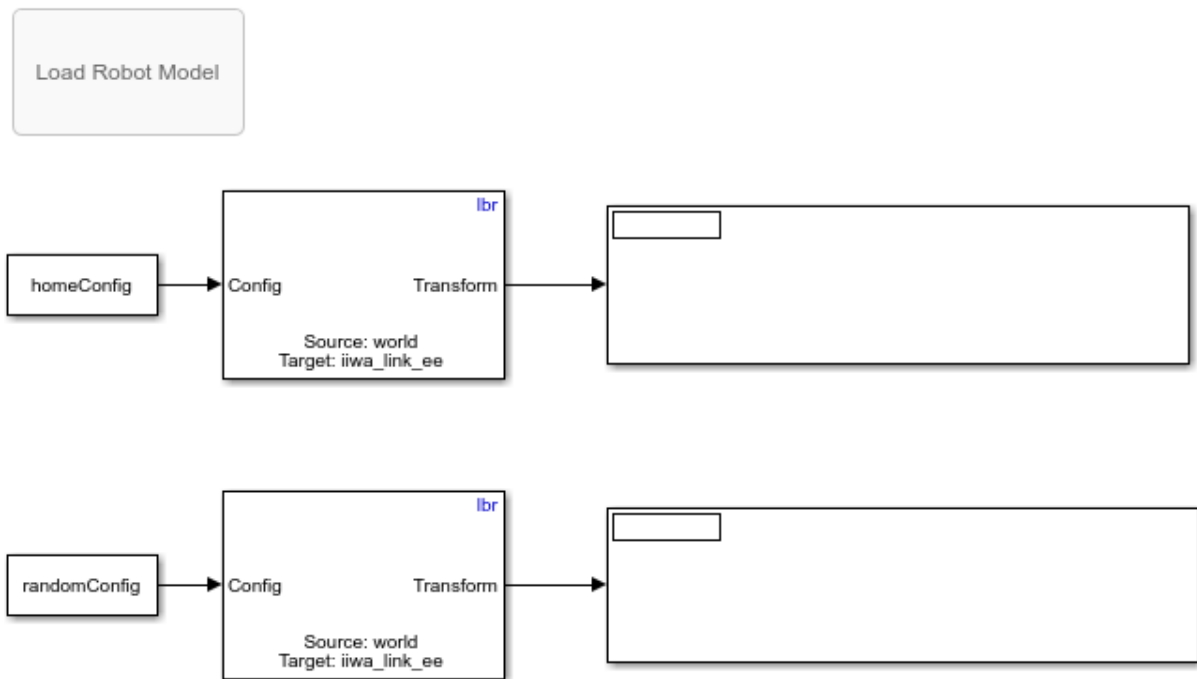 Load Robot Model
lbr
homeConfig
Config
Transform
Source: world
Target: iiwa_link_ee
lbr
randomConfig
Config
Transform
Source: world
Target: iiwa_link_ee